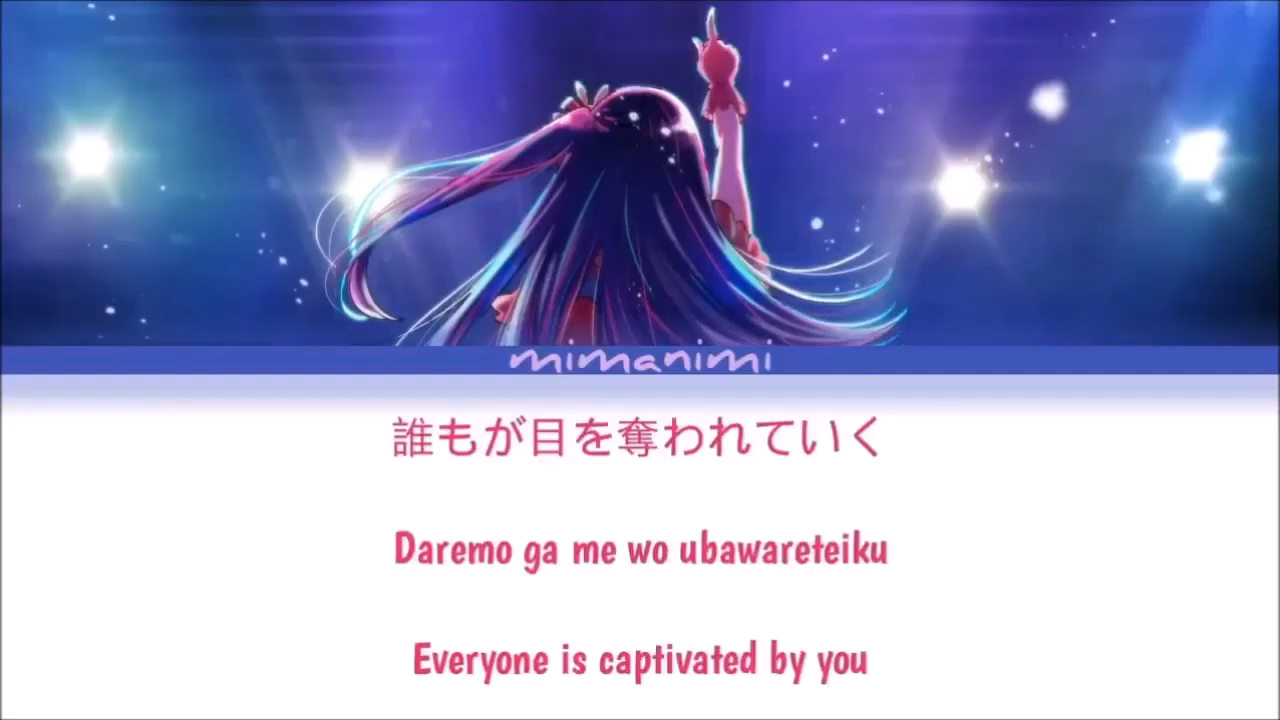 mimanimi
誰もが目を奪われていく
Daremo ga me wo ubawareteiku
Everyone is captivated by you